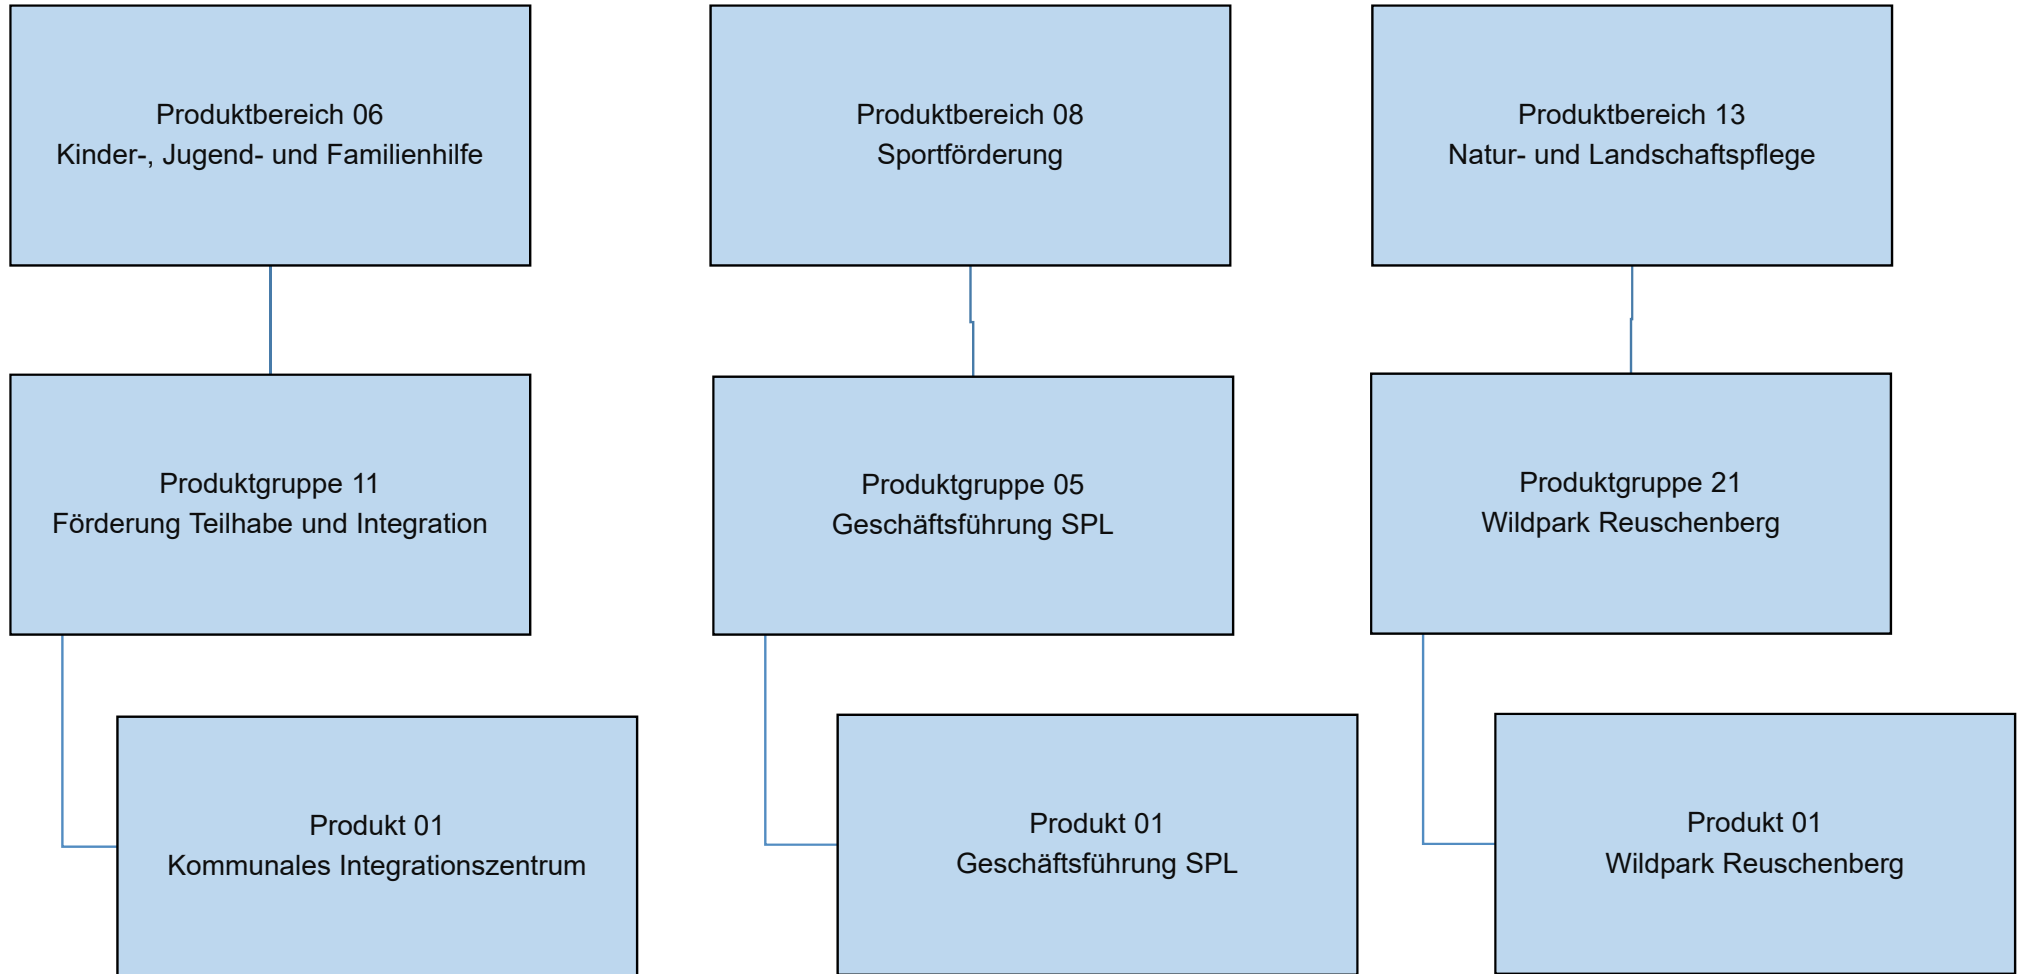 Produktbereich 06
Kinder-, Jugend- und Familienhilfe
Produktbereich 08
Sportförderung
Produktbereich 13
Natur- und Landschaftspflege
Produktgruppe 11
Förderung Teilhabe und Integration
Produktgruppe 05
Geschäftsführung SPL
Produktgruppe 21
Wildpark Reuschenberg
Produkt 01
Kommunales Integrationszentrum
Produkt 01
Geschäftsführung SPL
Produkt 01
Wildpark Reuschenberg